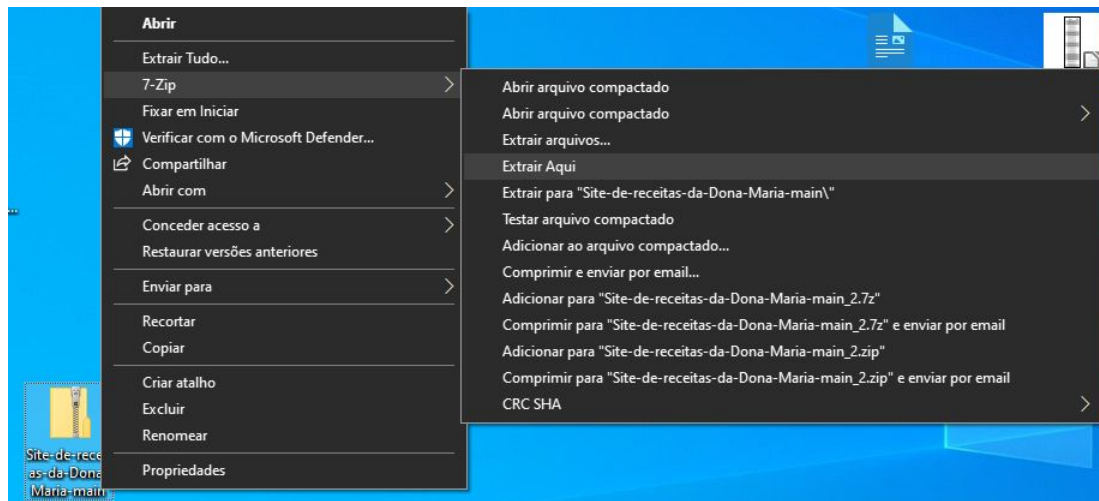 Abrir
Extrair Tudo...
7-Zip
Fixar em Iniciar
Verificar com o Microsoft Defender...
Compartilhar
Abrir com
Conceder acesso a
Restaurar versões anteriores
Enviar para
Recortar
Copiar
Criar atalho
Excluir
Renomear
Propriedades
Abrir arquivo compactado
Abrir arquivo compactado
Extrair arquivos...
Extrair Aqui
Extrair para "Site-de-receitas-da-Dona-Maria-main\"
Testar arquivo compactado
Adicionar ao arquivo compactado...
Comprimir e enviar por email...
Adicionar para "Site-de-receitas-da-Dona-Maria-main_2.7z"
Comprimir para "Site-de-receitas-da-Dona-Maria-main_2.7z" e enviar por email
Adicionar para "Site-de-receitas-da-Dona-Maria-main_2.zip"
Comprimir para "Site-de-receitas-da-Dona-Maria-main_2.zip" e enviar por email
CRC SHA
Site-de-rece
as-da-Dona
Maria-main